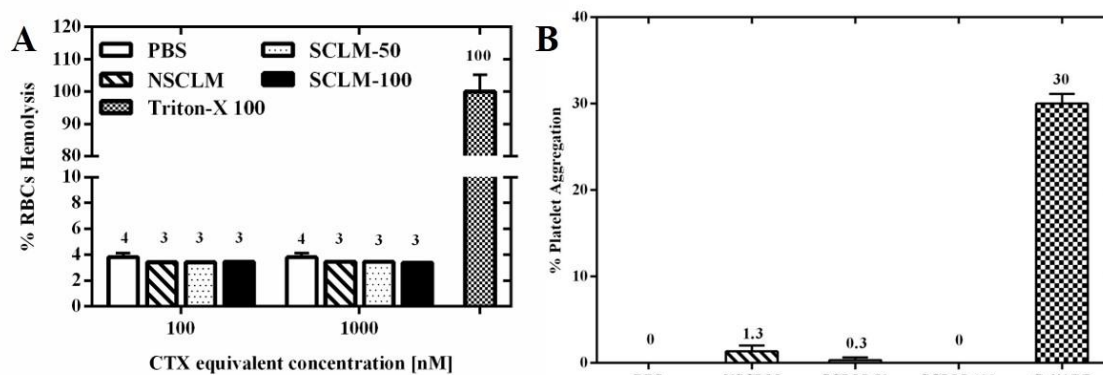 A
% RBCs Hemolysis
120
110
100
90
80
10
8
6
4
2
0
PBS
SCLM-50
NSCLM
SCLM-100
Triton-X 100
100
4 3 3 3 4 3 3 3
100 1000
CTX equivalent concentration [nM]
B
% Platelet Aggregation
40
30
20
10
0
0 1.3 0.3 0 30